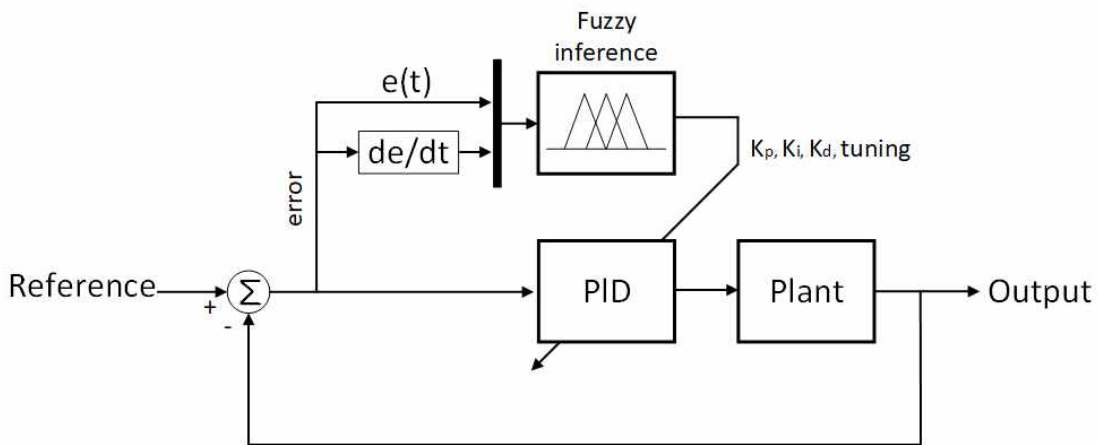 Fuzzy
inference
e(t)
de/dt
Kp, Ki, Kd, tuning
error
Reference
+
-
Σ
PID
Plant
Output